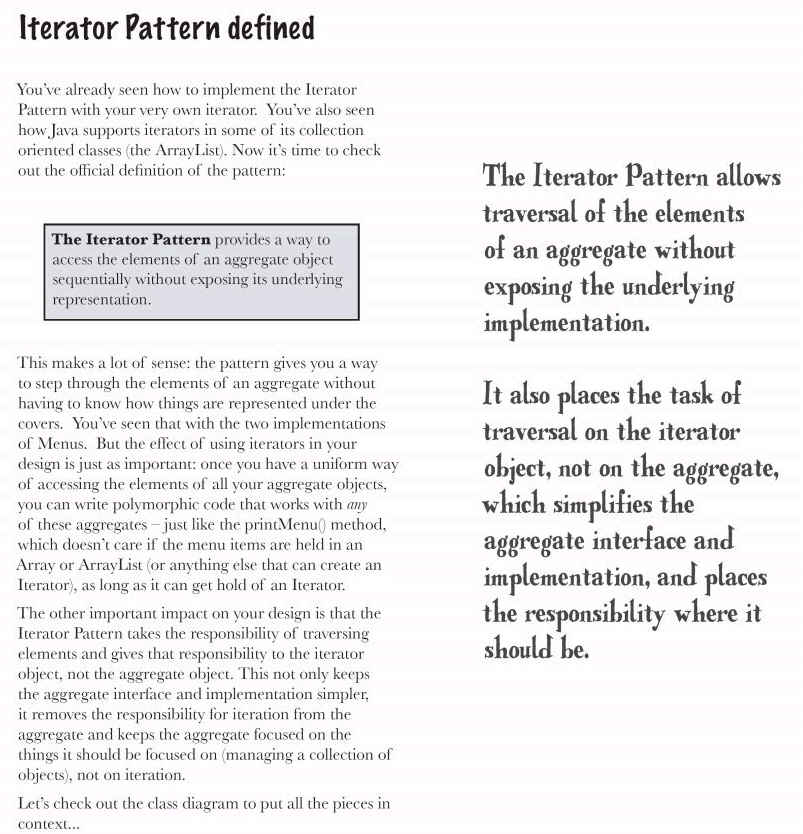 Iterator Pattern defined
You've already seen how to implement the Iterator
Pattern with your very own iterator. You've also seen
how Java supports iterators in some of its collection
oriented classes (the ArrayList). Now it's time to check
out the official definition of the pattern:
The Iterator Pattern provides a way to
access the elements of an aggregate object
sequentially without exposing its underlying
representation.
This makes a lot of sense: the pattern gives you a way
to step through the elements of an aggregate without
having to know how things are represented under the
covers. You've seen that with the two implementations
of Menus. But the effect of using iterators in your
design is just as important: once you have a uniform way
of accessing the elements of all your aggregate objects,
you can write polymorphic code that works with any
of these aggregates – just like the printMenu() method,
which doesn't care if the menu items are held in an
Array or ArrayList (or anything else that can create an
Iterator), as long as it can get hold of an Iterator.
The other important impact on your design is that the
Iterator Pattern takes the responsibility of traversing
elements and gives that responsibility to the iterator
object, not the aggregate object. This not only keeps
the aggregate interface and implementation simpler,
it removes the responsibility for iteration from the
aggregate and keeps the aggregate focused on the
things it should be focused on (managing a collection of
objects), not on iteration.
Let's check out the class diagram to put all the pieces in
context...
The Iterator Pattern allows
traversal of the elements
of an aggregate without
exposing the underlying
implementation.
It also places the task of
traversal on the iterator
object, not on the aggregate,
which simplifies the
aggregate interface and
implementation, and places
the responsibility where it
should be.